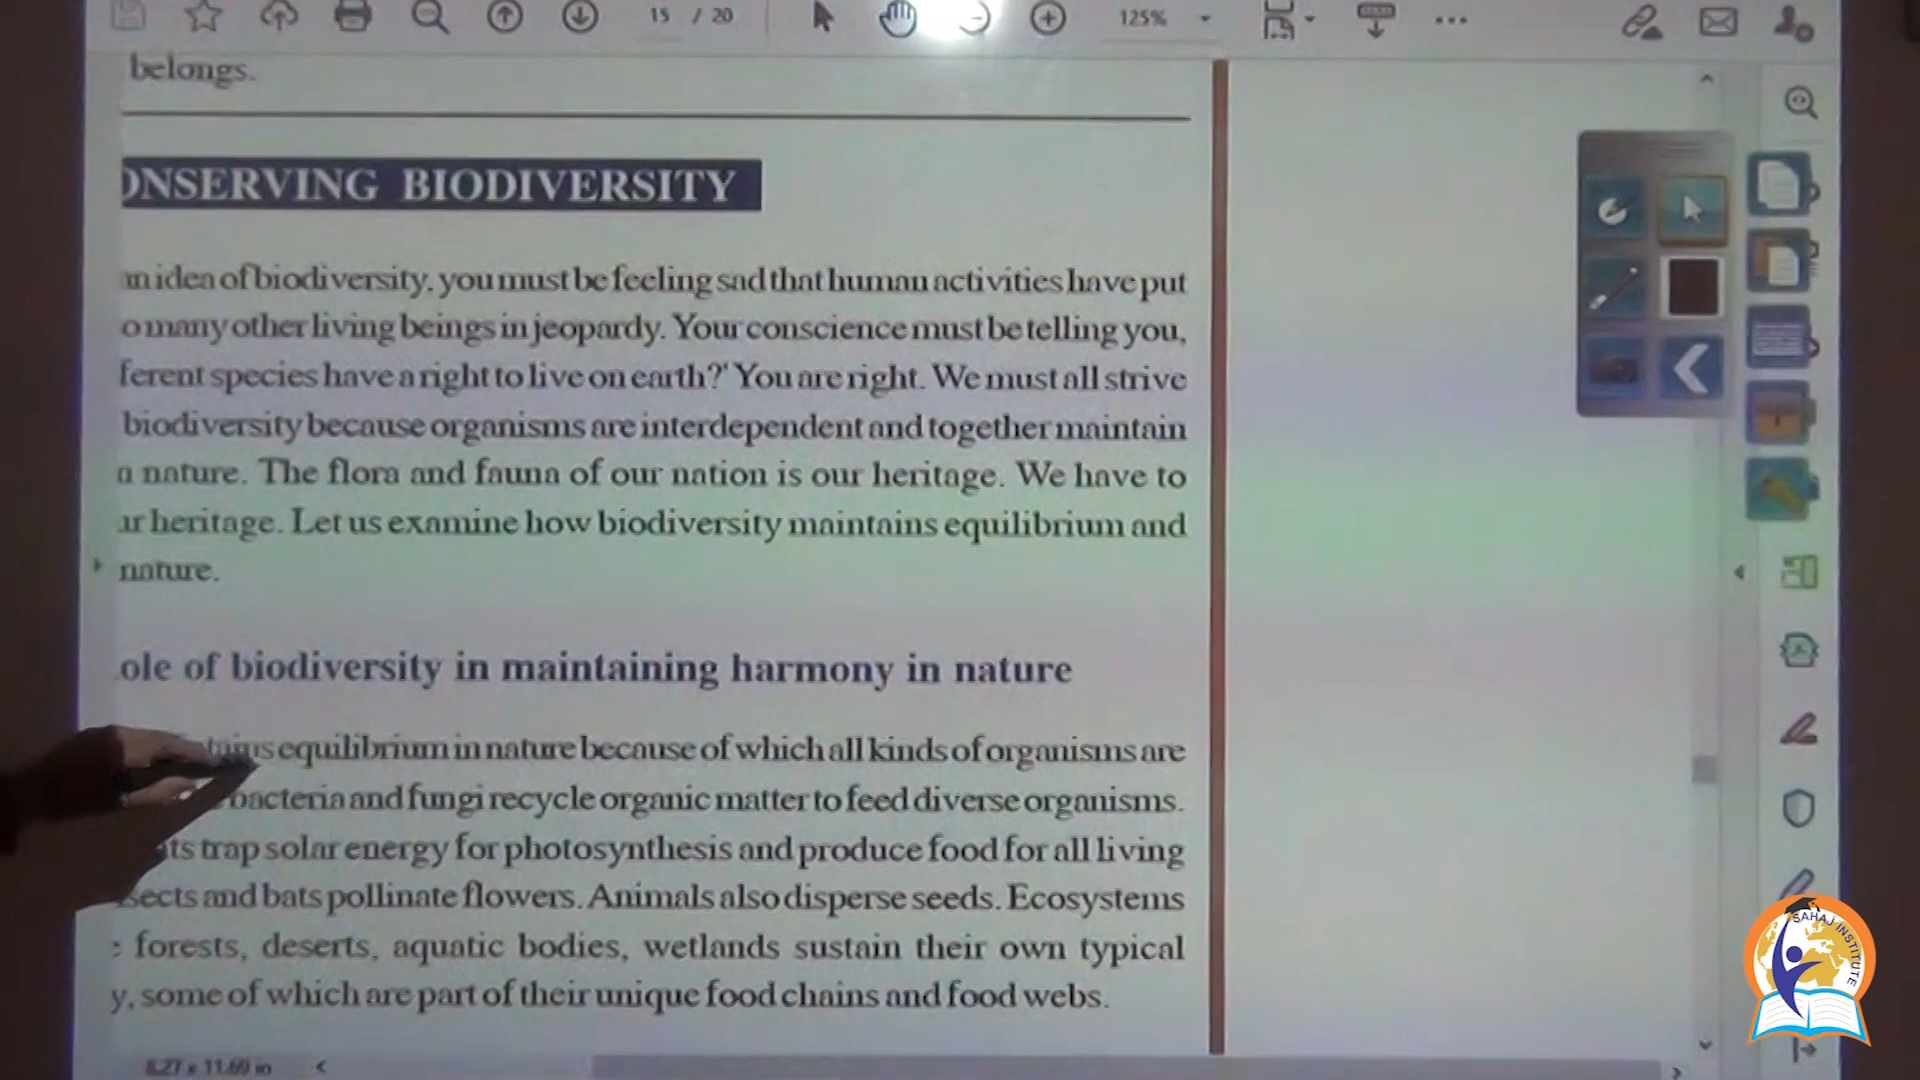 15 / 20
125%
belongs.
ONSERVING BIODIVERSITY
an idea of biodiversity, you must be feeling sad that human activities have put
o many other living beings in jeopardy. Your conscience must be telling you,
ferent species have a right to live on earth?' You are right. We must all strive
biodiversity because organisms are interdependent and together maintain
n nature. The flora and fauna of our nation is our heritage. We have to
ur heritage. Let us examine how biodiversity maintains equilibrium and
nature.
ole of biodiversity in maintaining harmony in nature
tains equilibrium in nature because of which all kinds of organisms are
bacteria and fungi recycle organic matter to feed diverse organisms.
ts trap solar energy for photosynthesis and produce food for all living
sects and bats pollinate flowers. Animals also disperse seeds. Ecosystems
e forests, deserts, aquatic bodies, wetlands sustain their own typical
y, some of which are part of their unique food chains and food webs.
8.27 x 11.69 in
SAHAJ INSTITUTE